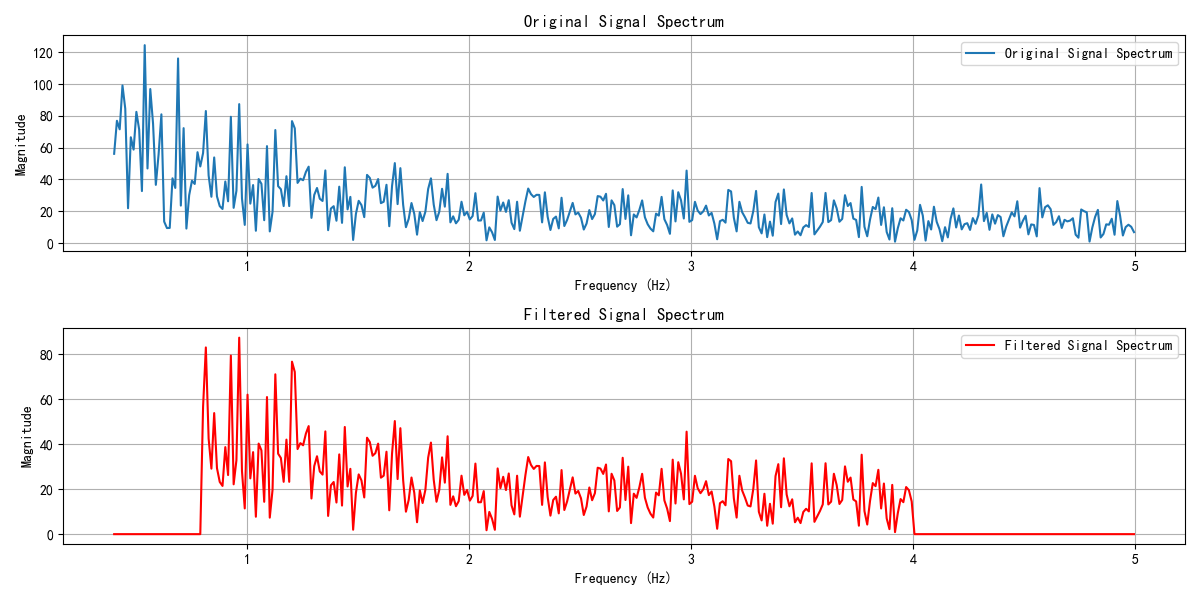 Original Signal Spectrum
Original Signal Spectrum
Magnitude
120
100
80
60
40
20
0
1
2
3
4
5
Frequency (Hz)
Filtered Signal Spectrum
Filtered Signal Spectrum
Magnitude
80
60
40
20
0
1
2
3
4
5
Frequency (Hz)